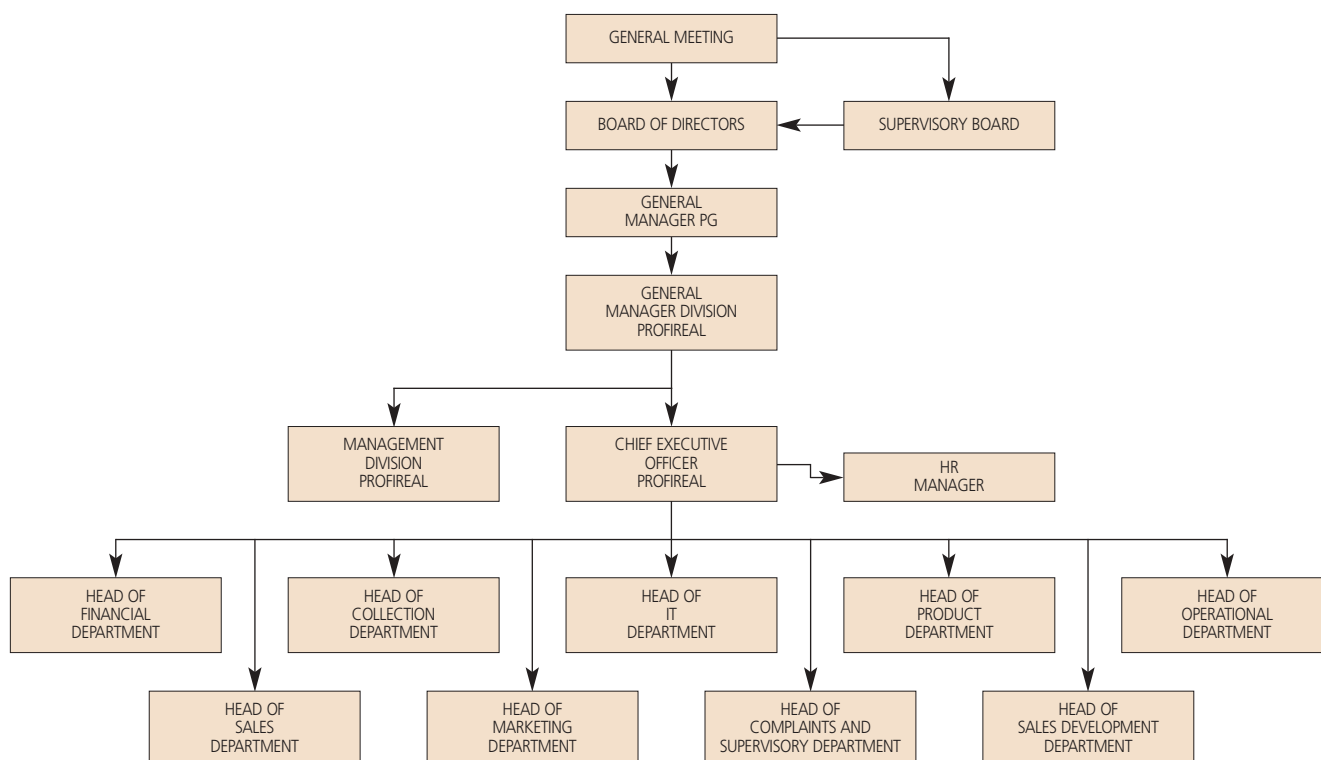 GENERAL MEETING
BOARD OF DIRECTORS
SUPERVISORY BOARD
GENERAL
MANAGER PG
GENERAL
MANAGER DIVISION
PROFIREAL
MANAGEMENT
DIVISION
PROFIREAL
CHIEF EXECUTIVE
OFFICER
PROFIREAL
HR
MANAGER
HEAD OF
FINANCIAL
DEPARTMENT
HEAD OF
COLLECTION
DEPARTMENT
HEAD OF
IT
DEPARTMENT
HEAD OF
PRODUCT
DEPARTMENT
HEAD OF
OPERATIONAL
DEPARTMENT
HEAD OF
SALES
DEPARTMENT
HEAD OF
MARKETING
DEPARTMENT
HEAD OF
COMPLAINTS AND
SUPERVISORY DEPARTMENT
HEAD OF
SALES DEVELOPMENT
DEPARTMENT